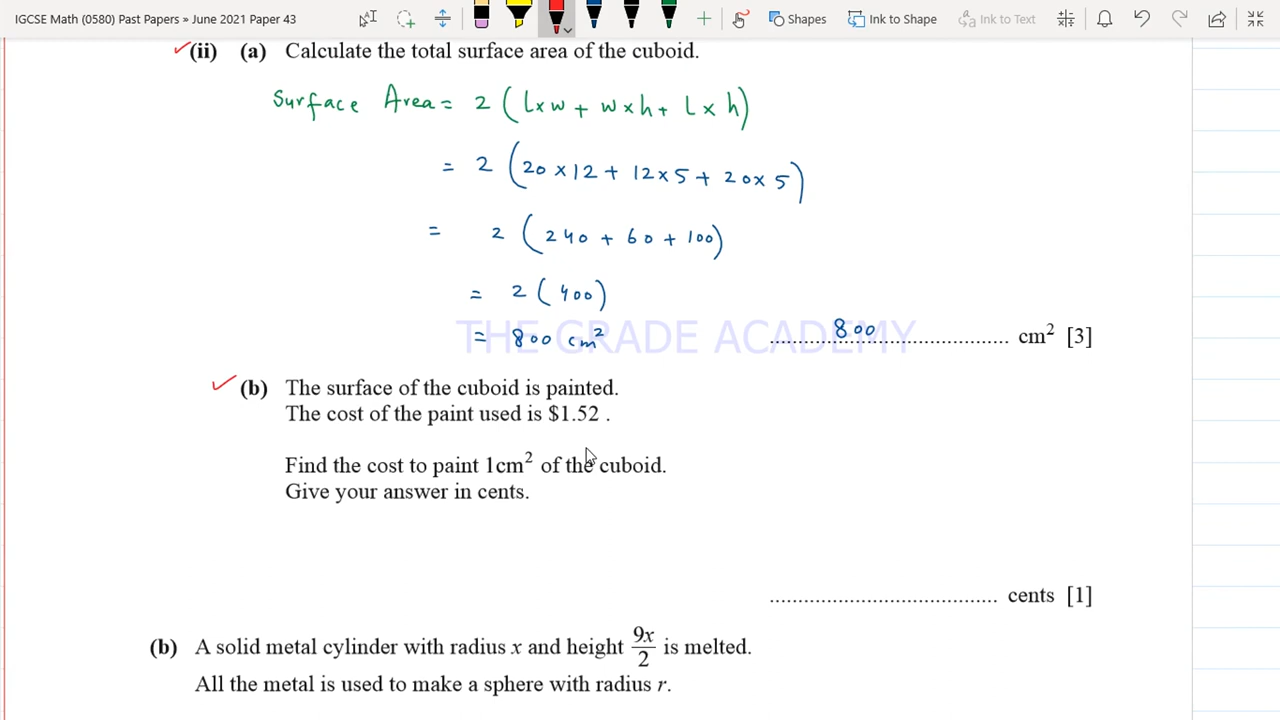 IGCSE Math (0580) Past Papers » June 2021 Paper 43
Shapes
Ink to Shape
Ink to Text
(ii) (a) Calculate the total surface area of the cuboid.
Surface Area = 2 ( l x w + w x h + l x h )
= 2 ( 20 x 12 + 12 x 5 + 20 x 5 )
= 2 ( 240 + 60 + 100 )
= 2 ( 400 )
THE GRADE ACADEMY
= 800 cm²
800 cm² [3]
(b) The surface of the cuboid is painted.
The cost of the paint used is $1.52 .
Find the cost to paint 1cm² of the cuboid.
Give your answer in cents.
.......................................... cents [1]
(b) A solid metal cylinder with radius x and height 9x/2 is melted.
All the metal is used to make a sphere with radius r.